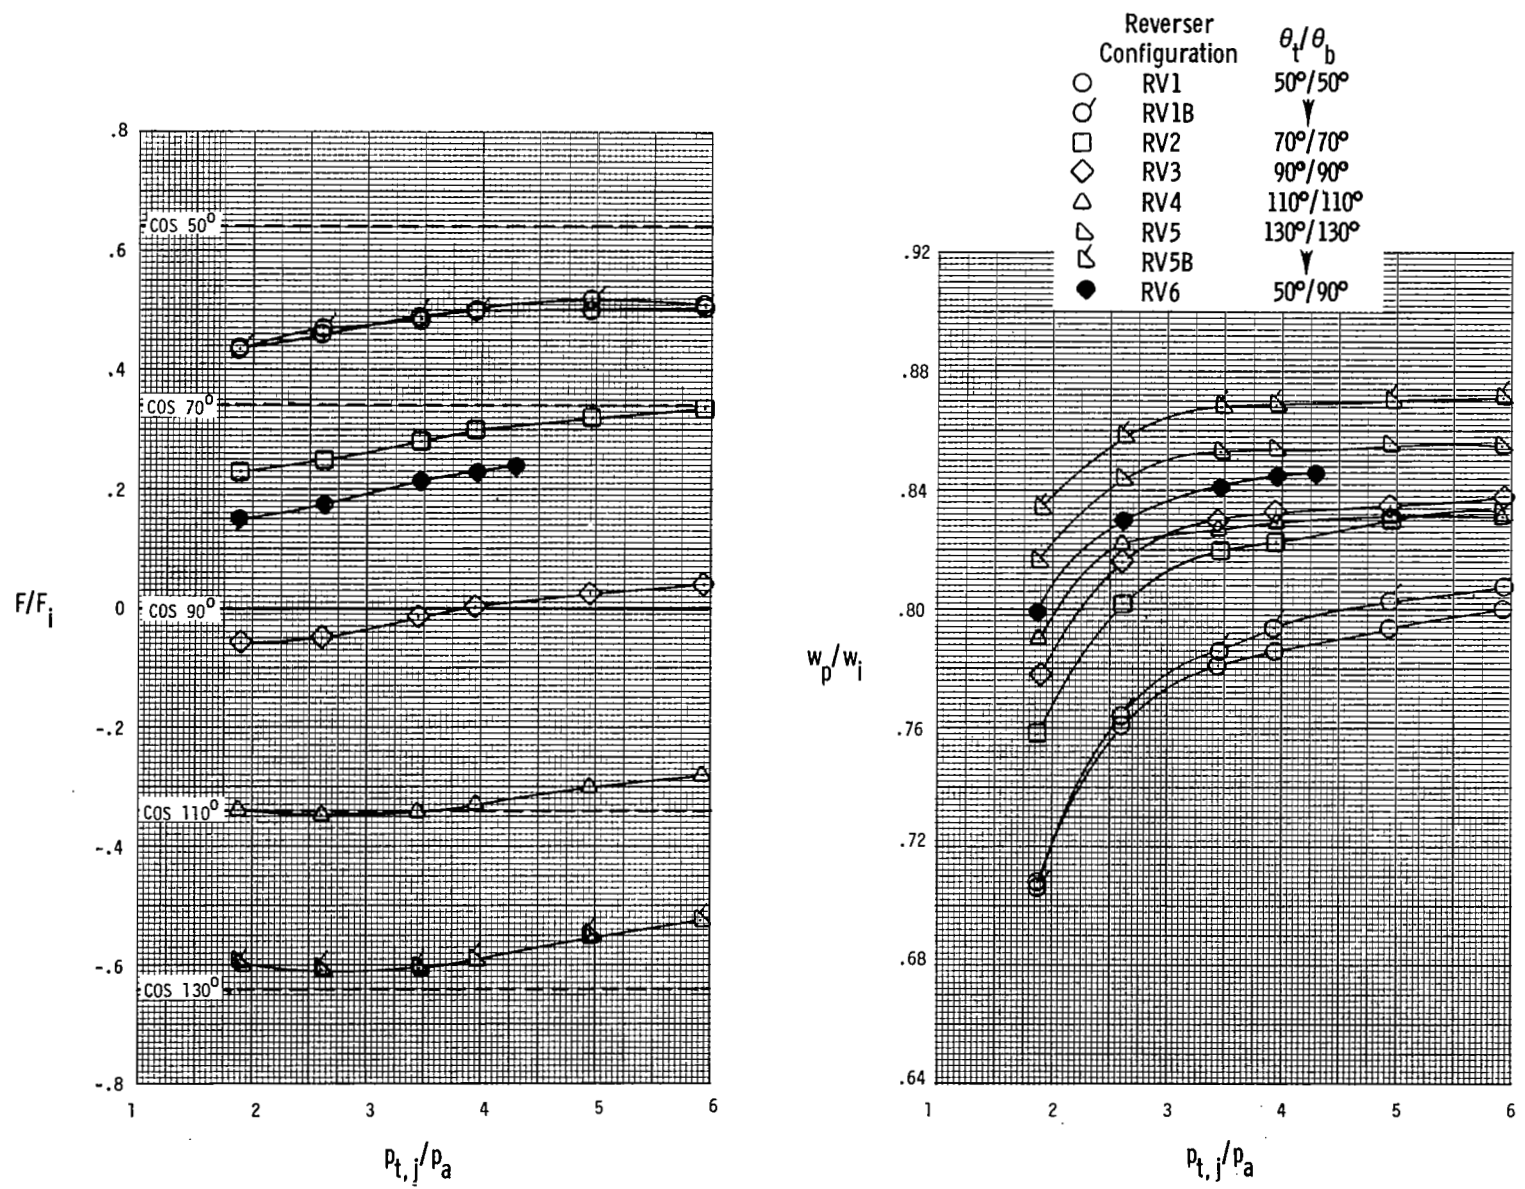 Reverser
Configuration θt/θb
RV1 50°/50°
RV1B
RV2 70°/70°
RV3 90°/90°
RV4 110°/110°
RV5 130°/130°
RV5B
RV6 50°/90°
.8
COS 50°
.6
.4
COS 70°
.2
F/Fi
0
COS 90°
-.2
COS 110°
-.4
-.6
COS 130°
-.8
1 2 3 4 5 6
pt,j/pa
.92
.88
.84
.80
wp/wi
.76
.72
.68
.64
1 2 3 4 5 6
pt,j/pa